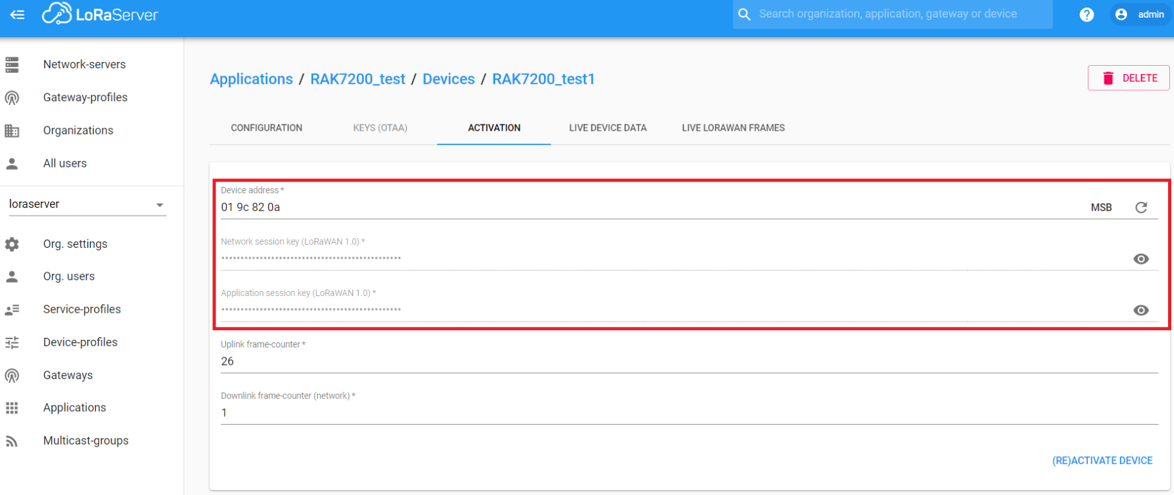 LoRaServer
Search organization, application, gateway or device
admin
Network-servers
Gateway-profiles
Organizations
All users
loraserver
Org. settings
Org. users
Service-profiles
Device-profiles
Gateways
Applications
Multicast-groups
Applications / RAK7200_test / Devices / RAK7200_test1
DELETE
CONFIGURATION KEYS (OTAA) ACTIVATION LIVE DEVICE DATA LIVE LORAWAN FRAMES
Device address *
01 9c 82 0a MSB
Network session key (LoRaWAN 1.0) *
Application session key (LoRaWAN 1.0) *
Uplink frame-counter *
26
Downlink frame-counter (network) *
1
(RE)ACTIVATE DEVICE